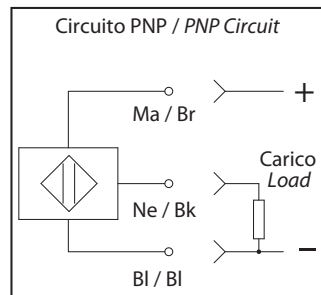 Circuito PNP / PNP Circuit
+
Ma / Br
Carico
Load
Ne / Bk
−
Bl / Bl